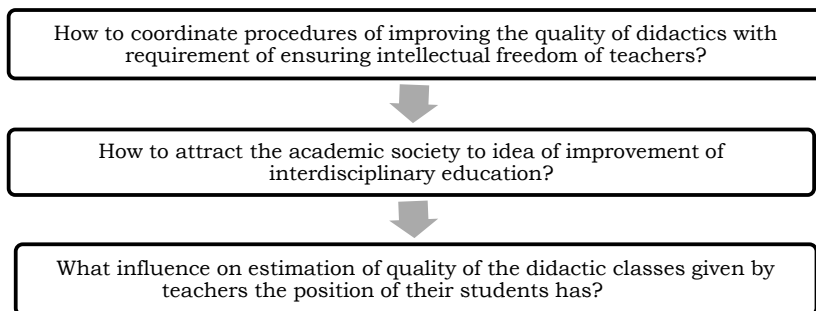 How to coordinate procedures of improving the quality of didactics with
requirement of ensuring intellectual freedom of teachers?
How to attract the academic society to idea of improvement of
interdisciplinary education?
What influence on estimation of quality of the didactic classes given by
teachers the position of their students has?